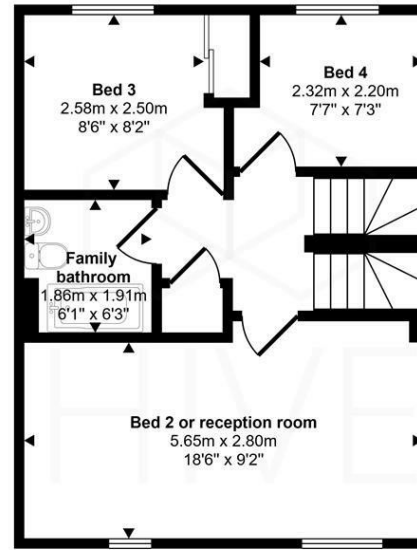 Bed 3
2.58m x 2.50m
8'6" x 8'2"
Bed 4
2.32m x 2.20m
7'7" x 7'3"
Family
bathroom
1.86m x 1.91m
6'1" x 6'3"
Bed 2 or reception room
5.65m x 2.80m
18'6" x 9'2"
HIVE